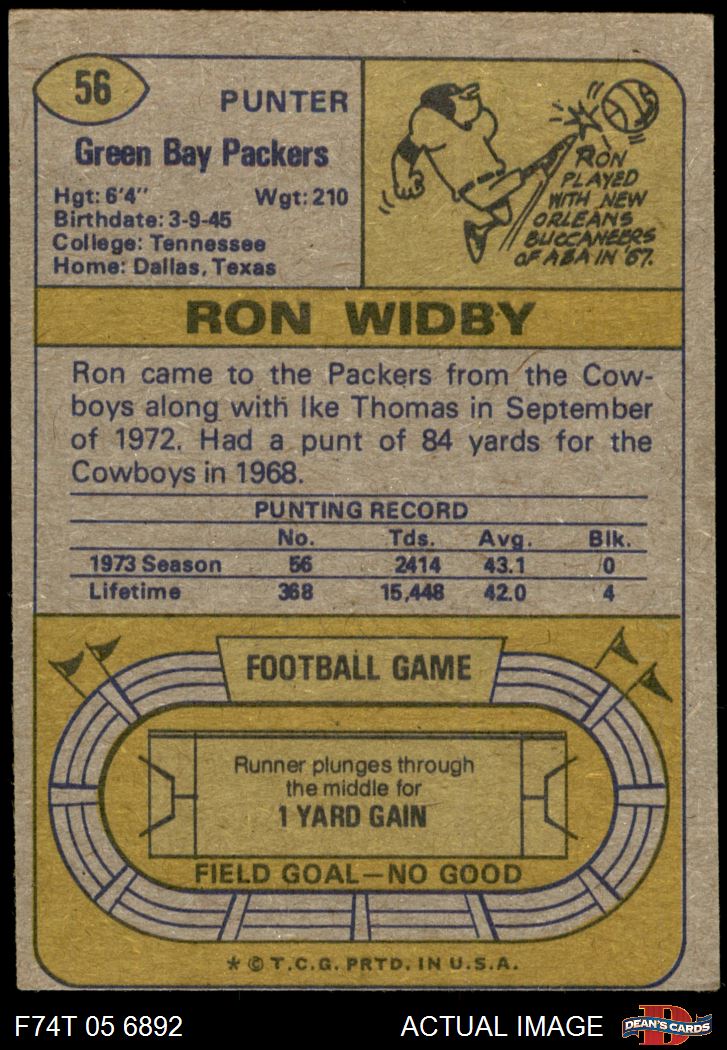 56
PUNTER
Green Bay Packers
Hgt: 6'4" Wgt: 210
Birthdate: 3-9-45
College: Tennessee
Home: Dallas, Texas
RON
PLAYED
WITH NEW
ORLEANS
BUCCANEERS
OF ABA IN '67.
RON WIDBY
Ron came to the Packers from the Cow-
boys along with Ike Thomas in September
of 1972. Had a punt of 84 yards for the
Cowboys in 1968.
PUNTING RECORD
No. Tds. Avg. Blk.
1973 Season 56 2414 43.1 0
Lifetime 368 15,448 42.0 4
FOOTBALL GAME
Runner plunges through
the middle for
1 YARD GAIN
FIELD GOAL—NO GOOD
* © T.C.G. PRTD. IN U.S.A.
F74T 05 6892 ACTUAL IMAGE
D
DEAN'S CARDS